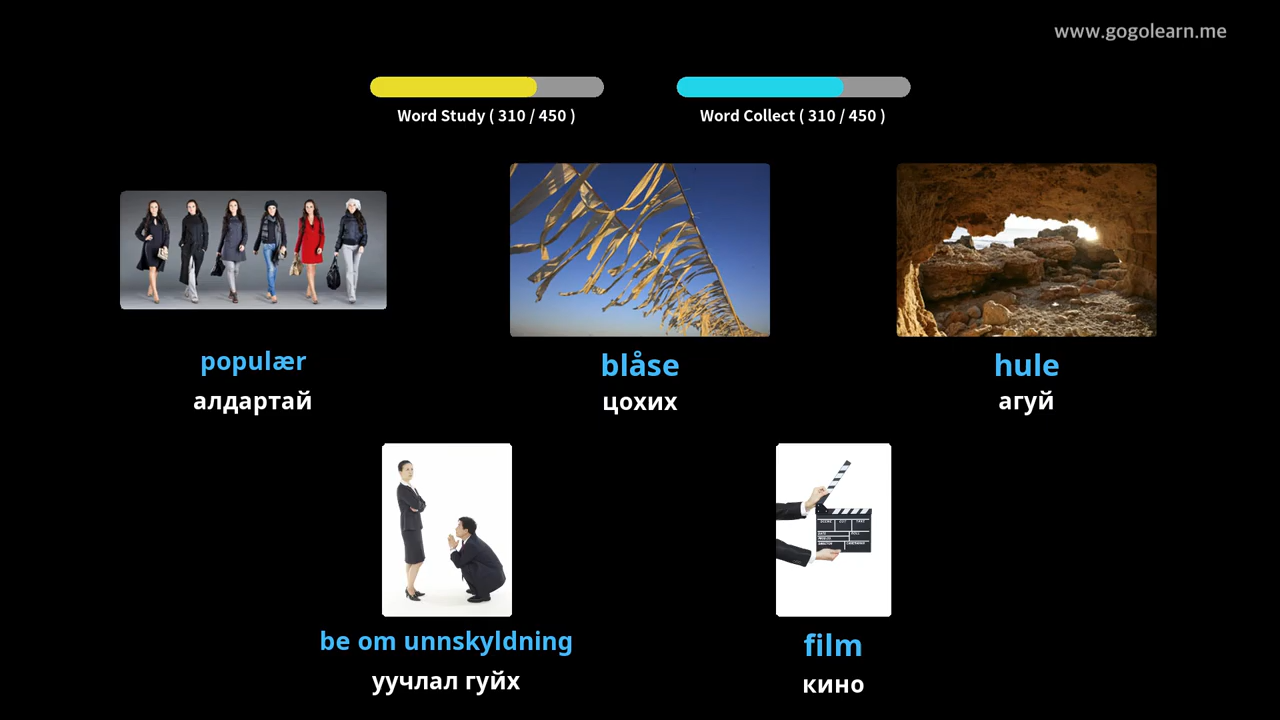 www.gogolearn.me
Word Study ( 310 / 450 )
Word Collect ( 310 / 450 )
populær
алдартай
blåse
цохих
hule
агуй
be om unnskyldning
уучлал гуйх
film
кино